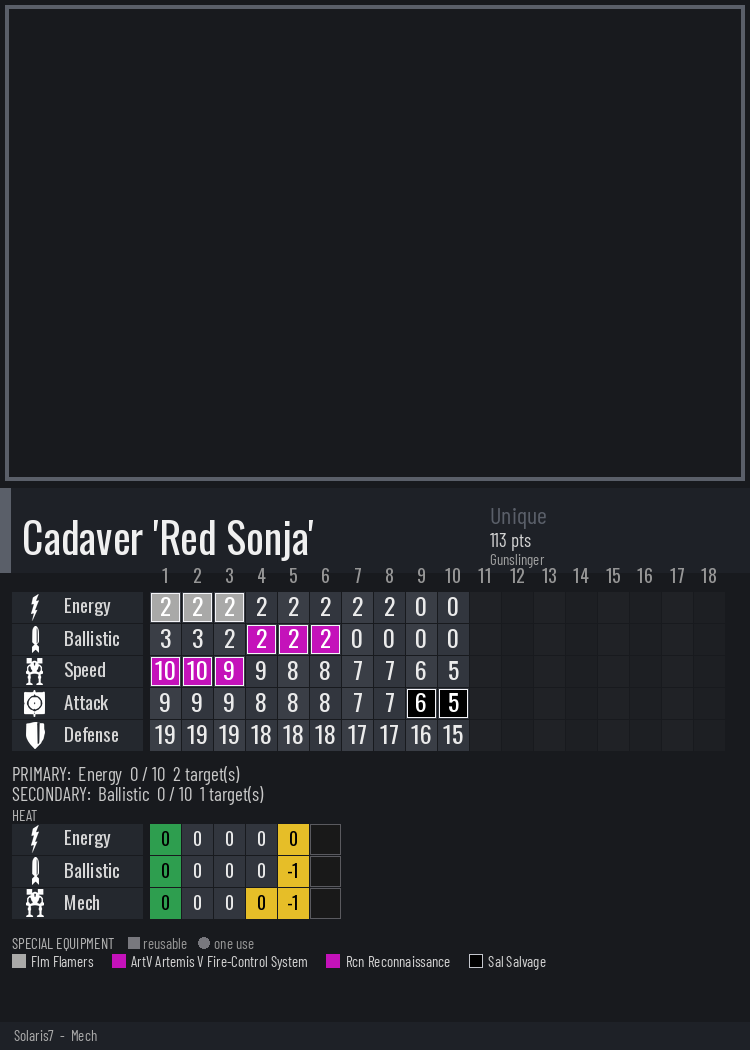 Cadaver 'Red Sonja'
Unique
113 pts
Gunslinger
1 2 3 4 5 6 7 8 9 10 11 12 13 14 15 16 17 18
Energy 2 2 2 2 2 2 2 2 0 0
Ballistic 3 3 2 2 2 2 0 0 0 0
Speed 10 10 9 9 8 8 7 7 6 5
Attack 9 9 9 8 8 8 7 7 6 5
Defense 19 19 19 18 18 18 17 17 16 15
PRIMARY: Energy 0 / 10 2 target(s)
SECONDARY: Ballistic 0 / 10 1 target(s)
HEAT
Energy 0 0 0 0 0
Ballistic 0 0 0 0 -1
Mech 0 0 0 0 -1
SPECIAL EQUIPMENT reusable one use
Flm Flamers ArtV Artemis V Fire-Control System Rcn Reconnaissance Sal Salvage
Solaris7 - Mech